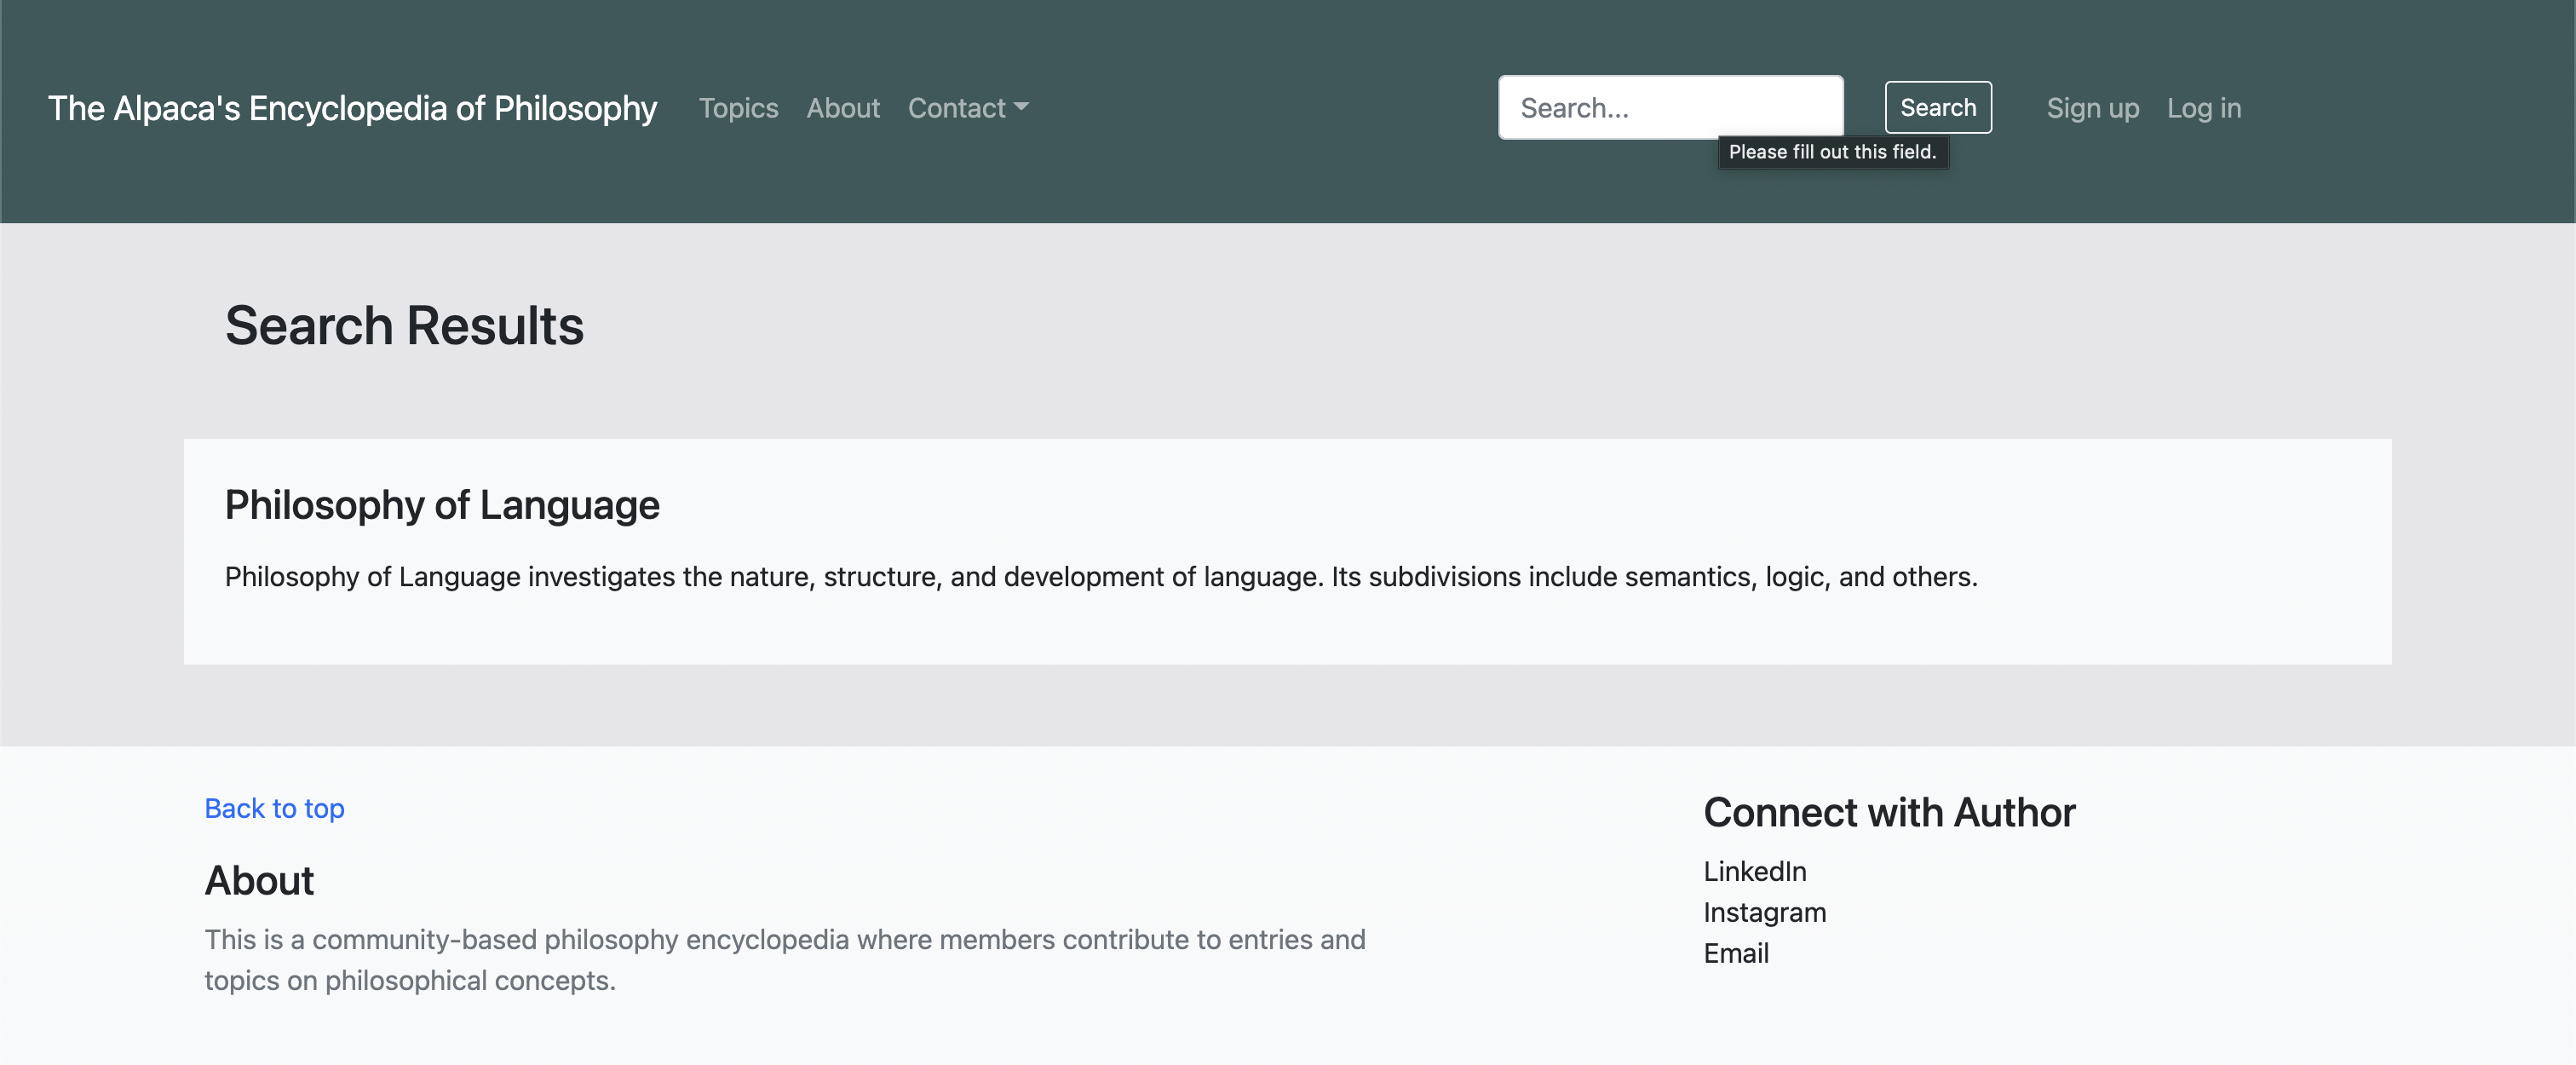 The Alpaca's Encyclopedia of Philosophy Topics About Contact Search... Search Sign up Log in
Please fill out this field.
Search Results
Philosophy of Language
Philosophy of Language investigates the nature, structure, and development of language. Its subdivisions include semantics, logic, and others.
Back to top
About
This is a community-based philosophy encyclopedia where members contribute to entries and
topics on philosophical concepts.
Connect with Author
LinkedIn
Instagram
Email